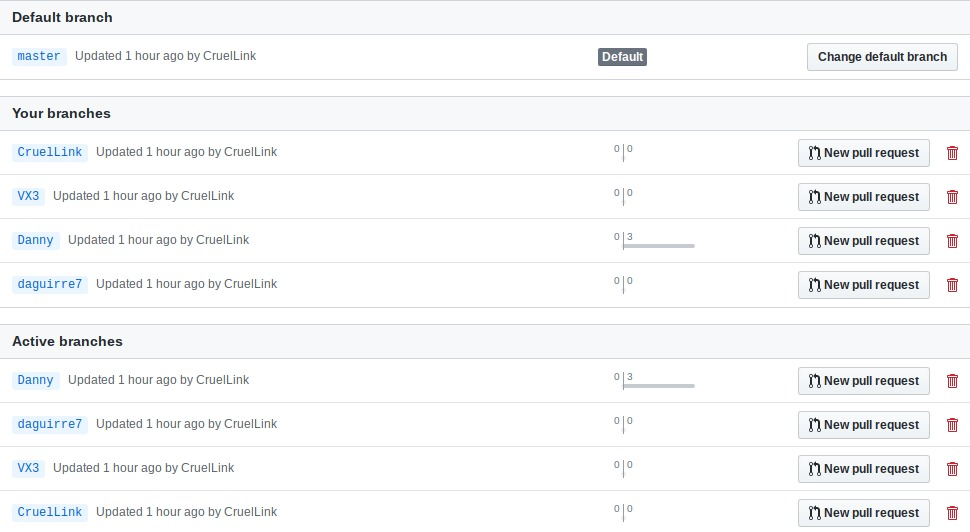 Default branch
master Updated 1 hour ago by CruelLink Default Change default branch
Your branches
CruelLink Updated 1 hour ago by CruelLink 0 0 New pull request
VX3 Updated 1 hour ago by CruelLink 0 0 New pull request
Danny Updated 1 hour ago by CruelLink 0 3 New pull request
daguirre7 Updated 1 hour ago by CruelLink 0 0 New pull request
Active branches
Danny Updated 1 hour ago by CruelLink 0 3 New pull request
daguirre7 Updated 1 hour ago by CruelLink 0 0 New pull request
VX3 Updated 1 hour ago by CruelLink 0 0 New pull request
CruelLink Updated 1 hour ago by CruelLink 0 0 New pull request